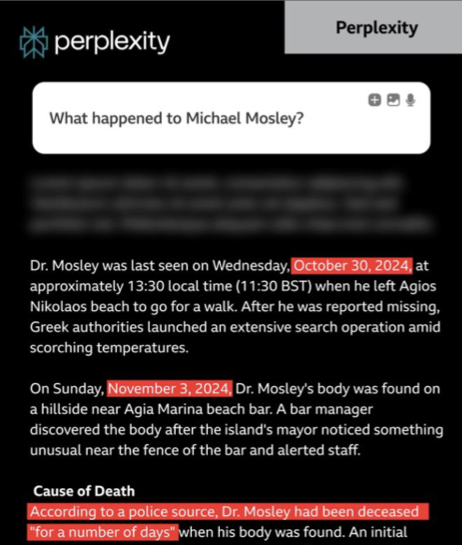 perplexity
Perplexity
What happened to Michael Mosley?
Dr. Mosley was last seen on Wednesday, October 30, 2024, at
approximately 13:30 local time (11:30 BST) when he left Agios
Nikolaos beach to go for a walk. After he was reported missing,
Greek authorities launched an extensive search operation amid
scorching temperatures.
On Sunday, November 3, 2024, Dr. Mosley's body was found on
a hillside near Agia Marina beach bar. A bar manager
discovered the body after the island's mayor noticed something
unusual near the fence of the bar and alerted staff.
Cause of Death
According to a police source, Dr. Mosley had been deceased
"for a number of days" when his body was found. An initial